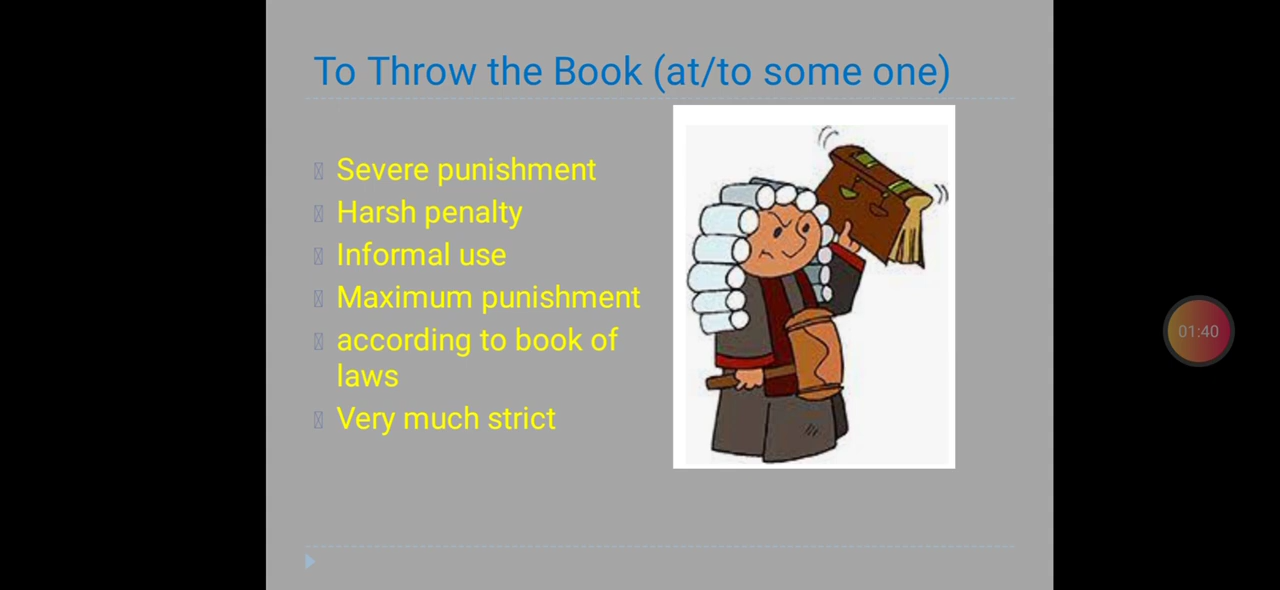 To Throw the Book (at/to some one)
Severe punishment
Harsh penalty
Informal use
Maximum punishment
according to book of
laws
Very much strict
01:40